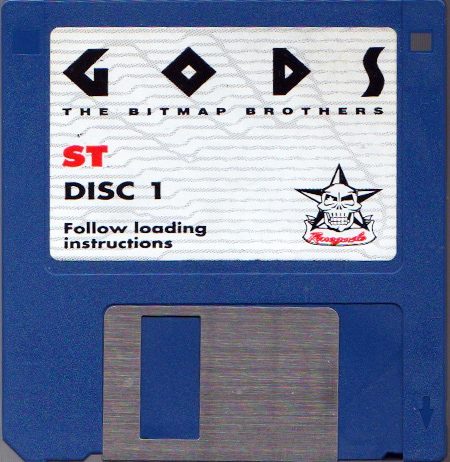 GODS
THE BITMAP BROTHERS
ST
DISC 1
Follow loading
instructions
Renegade